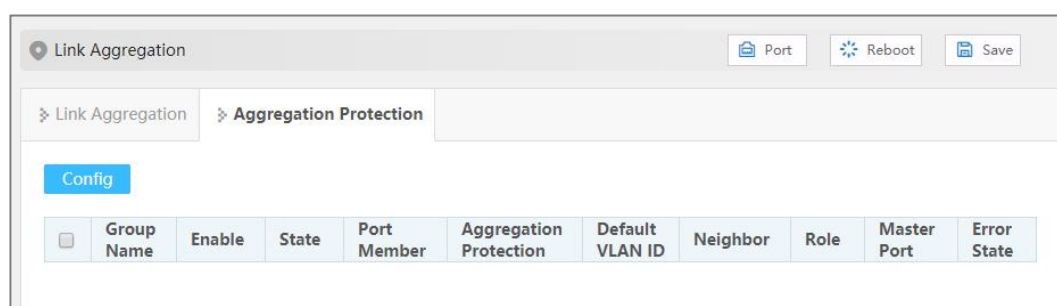 Link Aggregation
Port
Reboot
Save
Link Aggregation
Aggregation Protection
Config
Group Name
Enable
State
Port Member
Aggregation Protection
Default VLAN ID
Neighbor
Role
Master Port
Error State